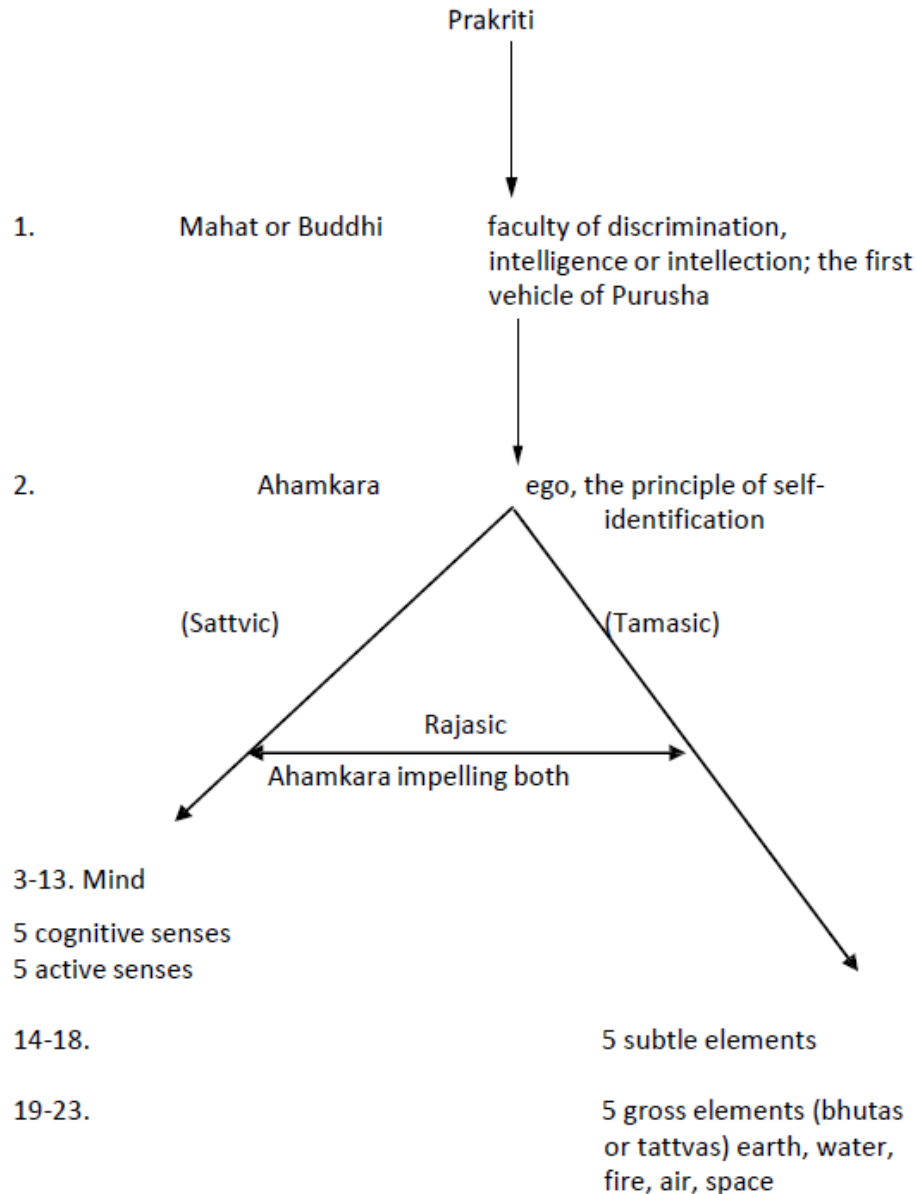 Prakriti
1. Mahat or Buddhi faculty of discrimination,
intelligence or intellection; the first
vehicle of Purusha
2. Ahamkara ego, the principle of self-
identification
(Sattvic) (Tamasic)
Rajasic
Ahamkara impelling both
3-13. Mind
5 cognitive senses
5 active senses
14-18. 5 subtle elements
19-23. 5 gross elements (bhutas
or tattvas) earth, water,
fire, air, space